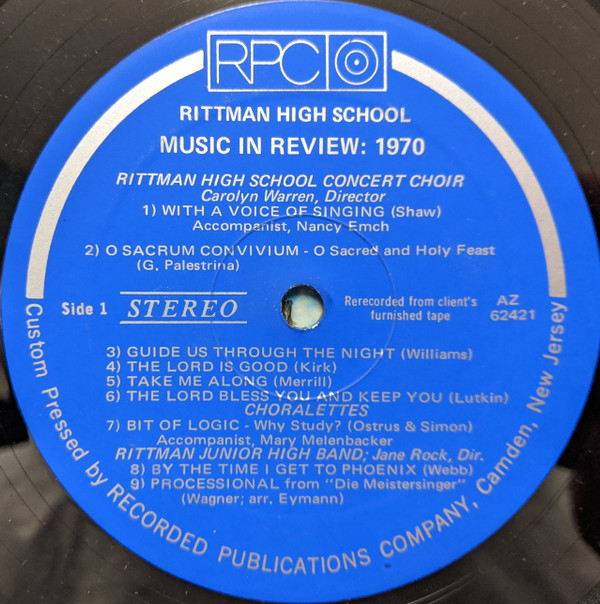 RPC
RITTMAN HIGH SCHOOL
MUSIC IN REVIEW: 1970
RITTMAN HIGH SCHOOL CONCERT CHOIR
Carolyn Warren, Director
1) WITH A VOICE OF SINGING (Shaw)
Accompanist, Nancy Emch
2) O SACRUM CONVIVIUM - O Sacred and Holy Feast
(G. Palestrina)
Side 1 STEREO
Rerecorded from client's
furnished tape
AZ
62421
3) GUIDE US THROUGH THE NIGHT (Williams)
4) THE LORD IS GOOD (Kirk)
5) TAKE ME ALONG (Merrill)
6) THE LORD BLESS YOU AND KEEP YOU (Lutkin)
CHORALETTES
7) BIT OF LOGIC - Why Study? (Ostrus & Simon)
Accompanist, Mary Melenbacker
RITTMAN JUNIOR HIGH BAND; Jane Rock, Dir.
8) BY THE TIME I GET TO PHOENIX (Webb)
9) PROCESSIONAL from "Die Meistersinger"
(Wagner; arr. Eymann)
Custom Pressed by RECORDED PUBLICATIONS COMPANY, Camden, New Jersey